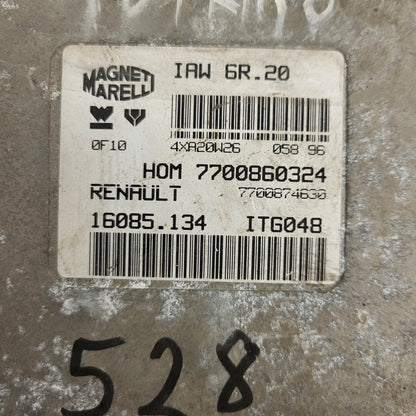 MAGNETI MARELLI
IAW 6R.20
0F10 4XA20W26 058 96
HOM 7700860324
RENAULT 7700874630
16085.134 ITG048
528